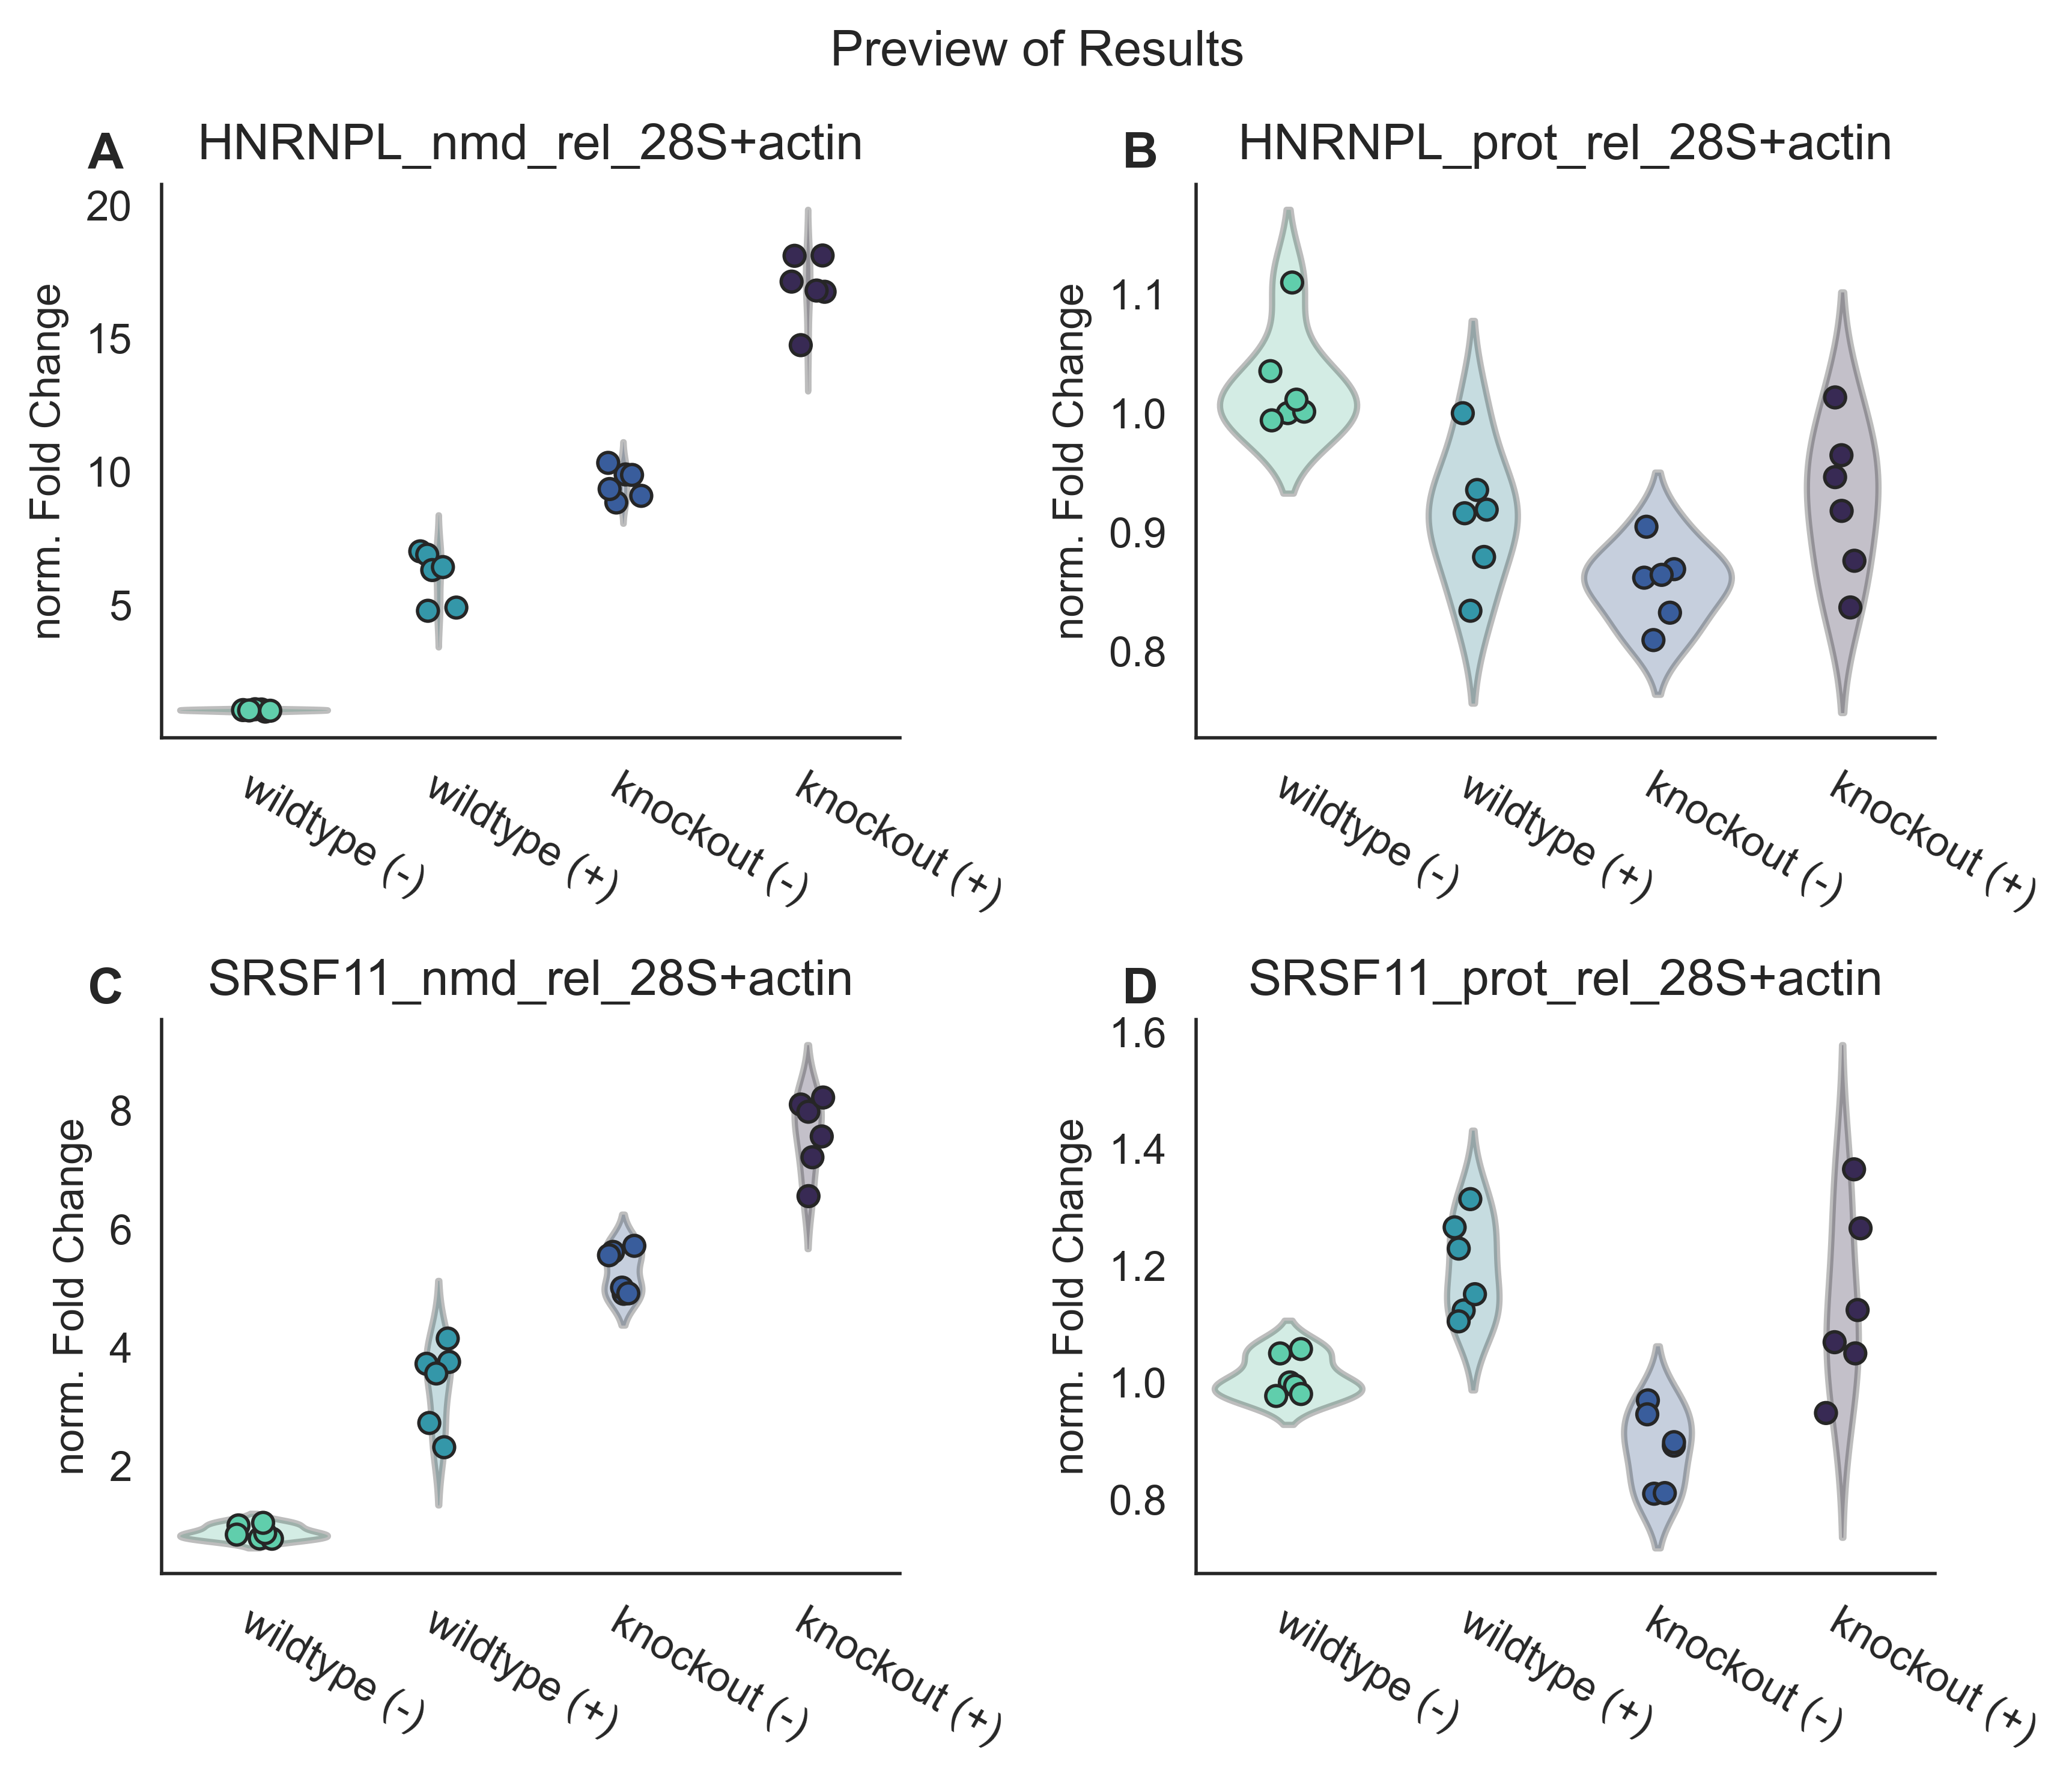 Preview of Results
A
HNRNPL_nmd_rel_28S+actin
norm. Fold Change
20
15
10
5
wildtype (-)
wildtype (+)
knockout (-)
knockout (+)
B
HNRNPL_prot_rel_28S+actin
norm. Fold Change
1.1
1.0
0.9
0.8
wildtype (-)
wildtype (+)
knockout (-)
knockout (+)
C
SRSF11_nmd_rel_28S+actin
norm. Fold Change
8
6
4
2
wildtype (-)
wildtype (+)
knockout (-)
knockout (+)
D
SRSF11_prot_rel_28S+actin
norm. Fold Change
1.6
1.4
1.2
1.0
0.8
wildtype (-)
wildtype (+)
knockout (-)
knockout (+)